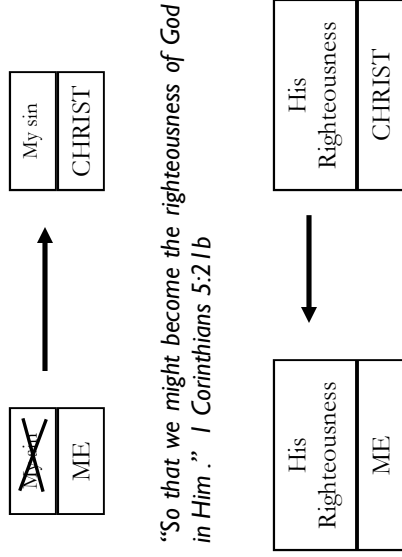 My sin
ME
My sin
CHRIST
“So that we might become the righteousness of God
in Him .” 1 Corinthians 5:21b
His
Righteousness
ME
His
Righteousness
CHRIST